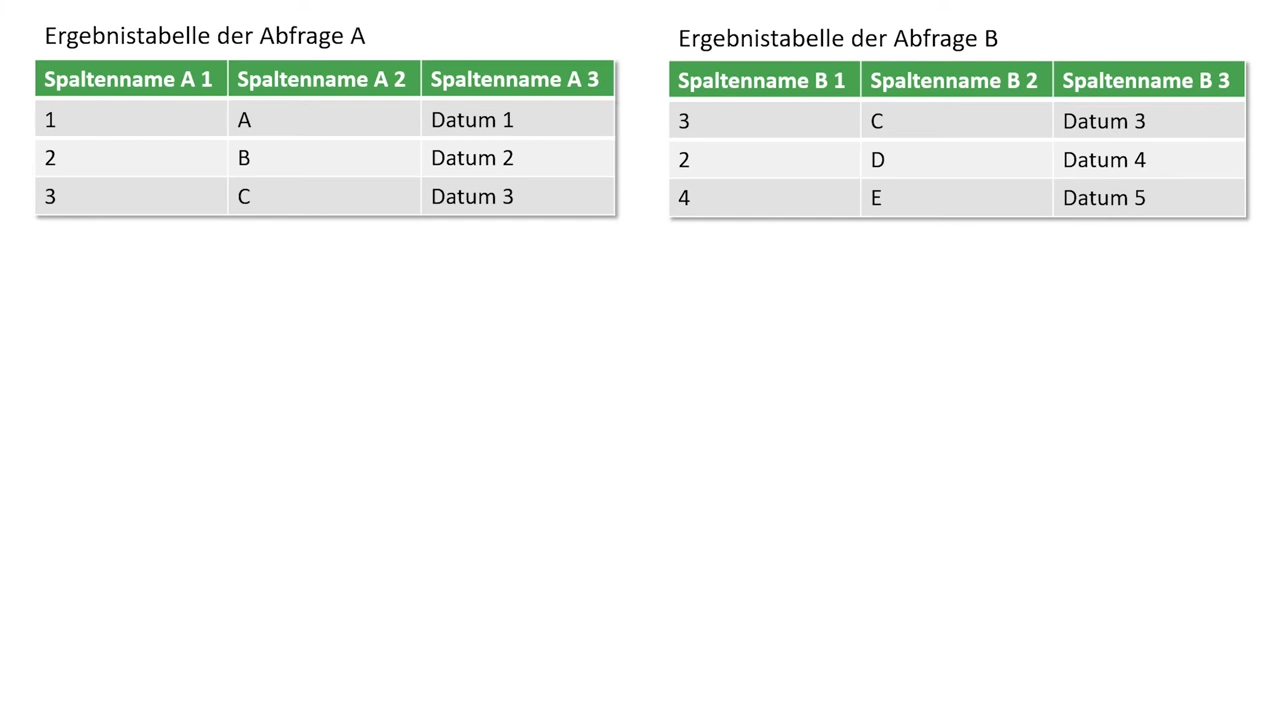 Ergebnistabelle der Abfrage A
Spaltenname A 1 Spaltenname A 2 Spaltenname A 3
1 A Datum 1
2 B Datum 2
3 C Datum 3
Ergebnistabelle der Abfrage B
Spaltenname B 1 Spaltenname B 2 Spaltenname B 3
3 C Datum 3
2 D Datum 4
4 E Datum 5